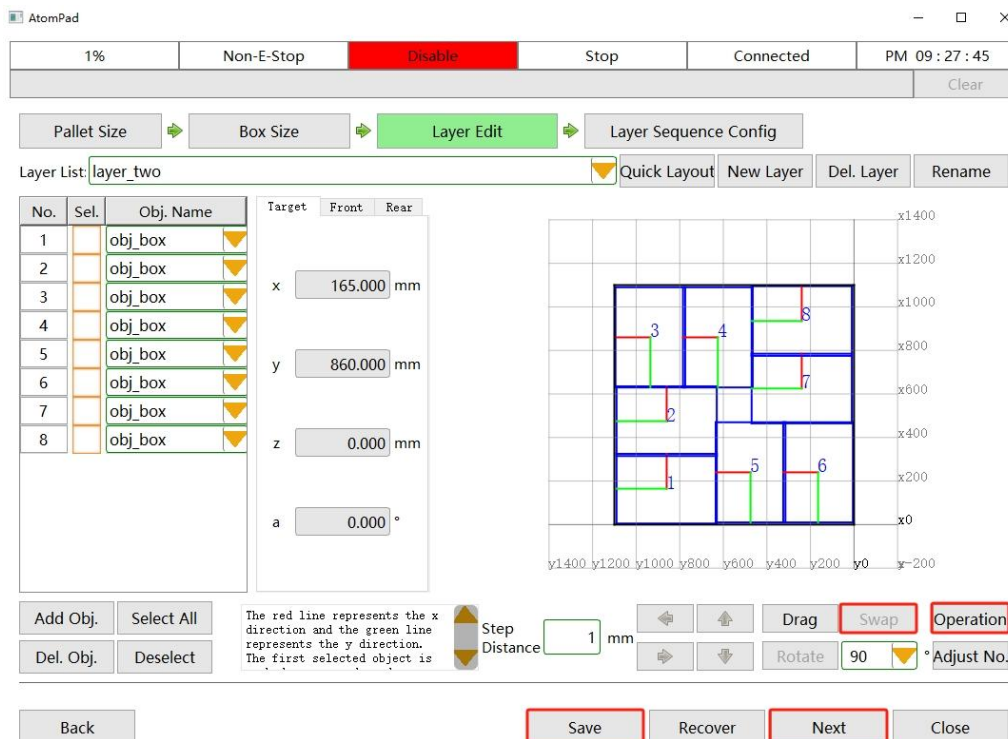 AtomPad
1% Non-E-Stop Disable Stop Connected PM 09:27:45
Clear
Pallet Size Box Size Layer Edit Layer Sequence Config
Layer List: layer_two Quick Layout New Layer Del. Layer Rename
No. Sel. Obj. Name Target Front Rear
1 obj_box
2 obj_box
3 obj_box
4 obj_box
5 obj_box
6 obj_box
7 obj_box
8 obj_box
x 165.000 mm
y 860.000 mm
z 0.000 mm
a 0.000 °
x1400
x1200
x1000
x800
x600
x400
x200
x0
x-200
y1400 y1200 y1000 y800 y600 y400 y200 y0
3 4 8
7
2
5 6
1
Add Obj. Select All
Del. Obj. Deselect
The red line represents the x
direction and the green line
represents the y direction.
The first selected object is
Step
Distance 1 mm
Drag Swap Operation
Rotate 90 ° Adjust No.
Back Save Recover Next Close